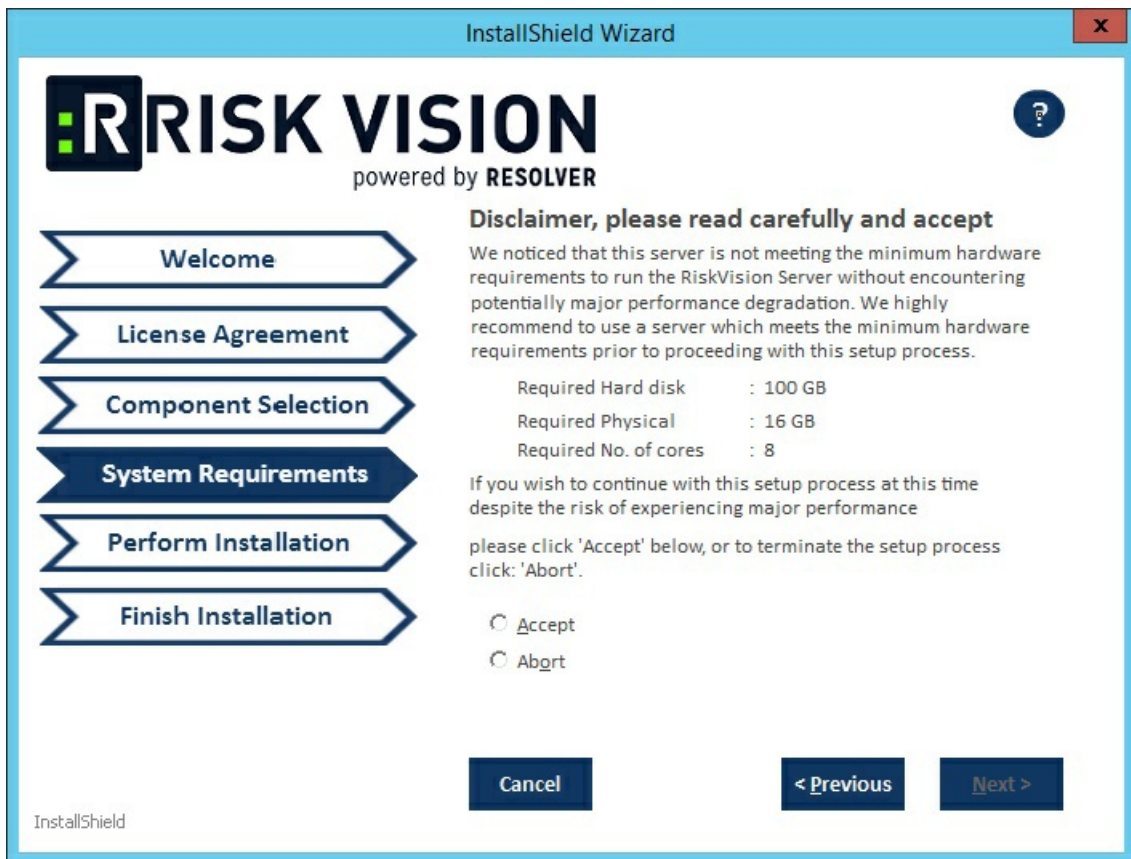 InstallShield Wizard
x
?
:R RISK VISION
powered by RESOLVER
Welcome
License Agreement
Component Selection
System Requirements
Perform Installation
Finish Installation
Disclaimer, please read carefully and accept
We noticed that this server is not meeting the minimum hardware
requirements to run the RiskVision Server without encountering
potentially major performance degradation. We highly
recommend to use a server which meets the minimum hardware
requirements prior to proceeding with this setup process.
Required Hard disk : 100 GB
Required Physical : 16 GB
Required No. of cores : 8
If you wish to continue with this setup process at this time
despite the risk of experiencing major performance
please click 'Accept' below, or to terminate the setup process
click: 'Abort'.
Accept
Abort
Cancel
< Previous
Next >
InstallShield